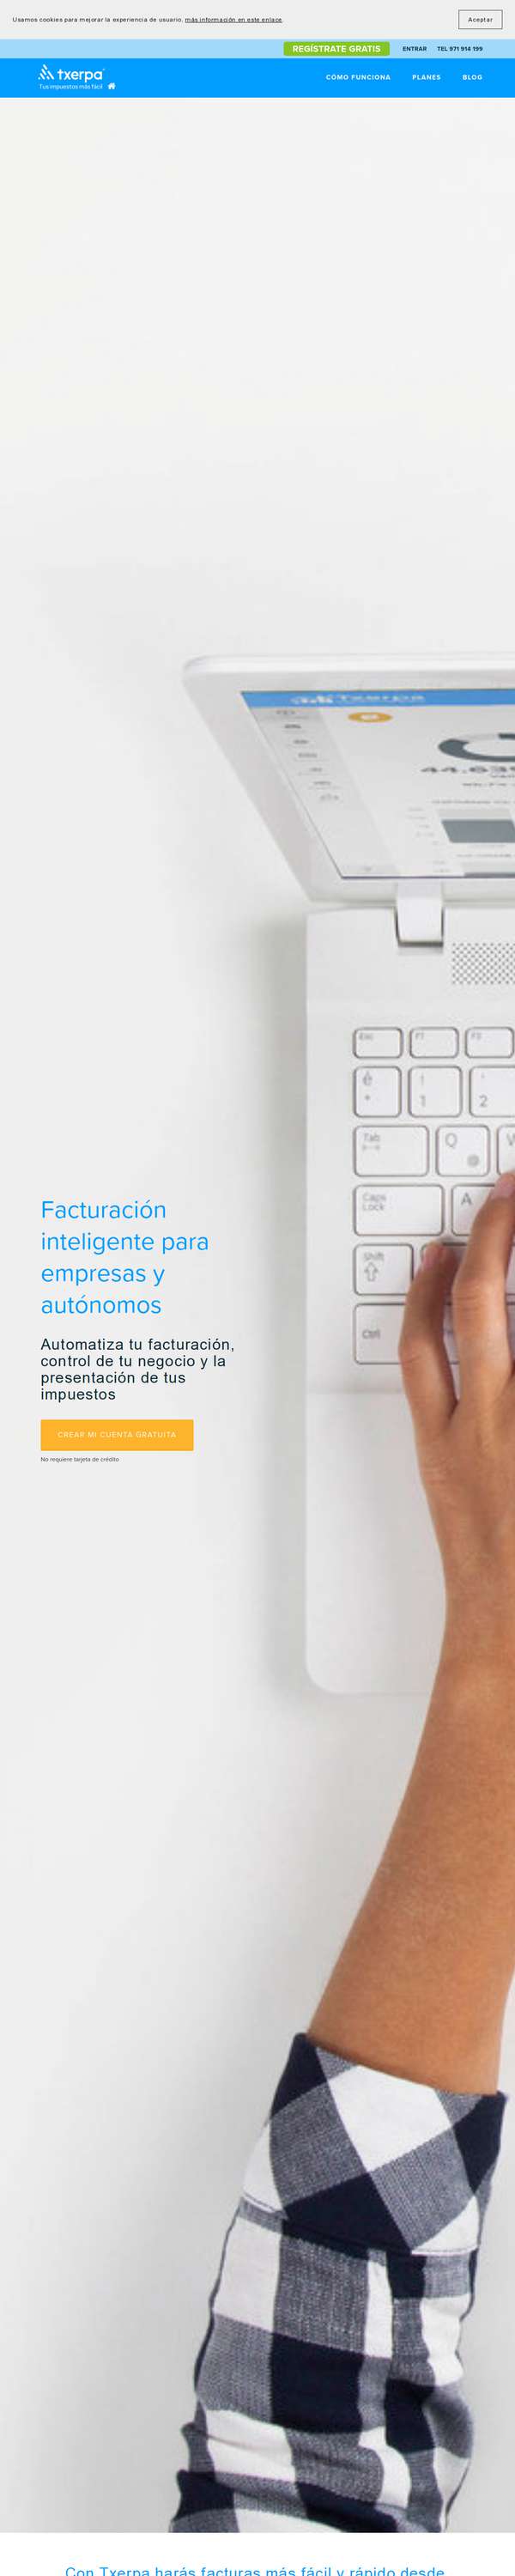 Usamos cookies para mejorar la experiencia de usuario, más información en este enlace.
Aceptar
REGÍSTRATE GRATIS
ENTRAR
TEL 971 914 199
txerpa
Tus impuestos más fácil
CÓMO FUNCIONA
PLANES
BLOG
Txerpa
Esc
F1
F2
1
2
Tab
Q
@
Caps
Lock
A
Shift
Ctrl
Facturación
inteligente para
empresas y
autónomos
Automatiza tu facturación,
control de tu negocio y la
presentación de tus
impuestos
CREAR MI CUENTA GRATUITA
No requiere tarjeta de crédito
Con Txerpa harás facturas más fácil y rápido desde